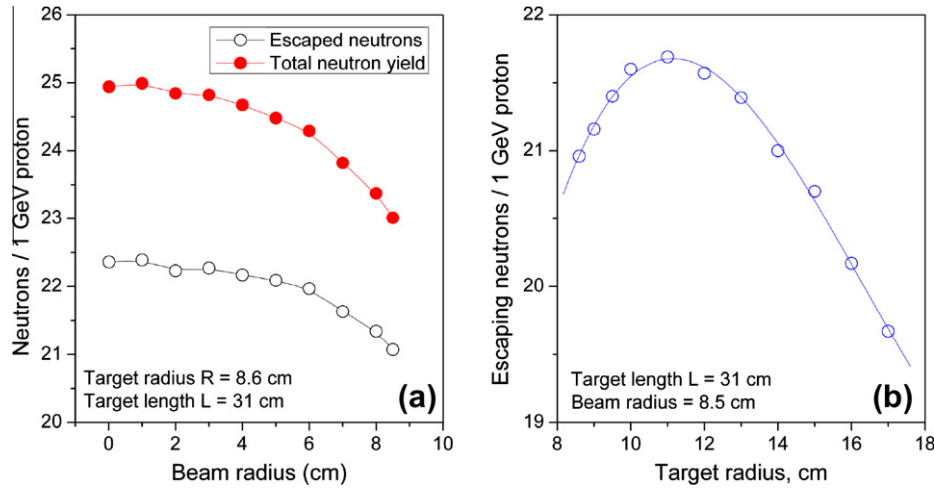 26
25
24
23
22
21
20
Neutrons / 1 GeV proton
Escaped neutrons
Total neutron yield
Target radius R = 8.6 cm
Target length L = 31 cm
(a)
0 2 4 6 8 10
Beam radius (cm)
22
21
20
19
Escaping neutrons / 1 GeV proton
Target length L = 31 cm
Beam radius = 8.5 cm
(b)
8 10 12 14 16 18
Target radius, cm